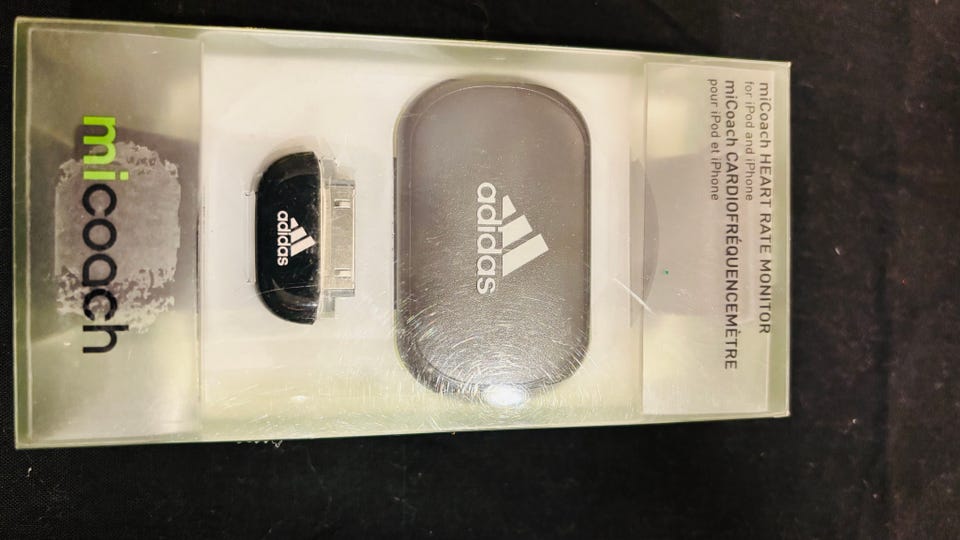 miCoach HEART RATE MONITOR
for iPod and iPhone
miCoach CARDIOFRÉQUENCEMÈTRE
pour iPod et iPhone
adidas
adidas
micoach